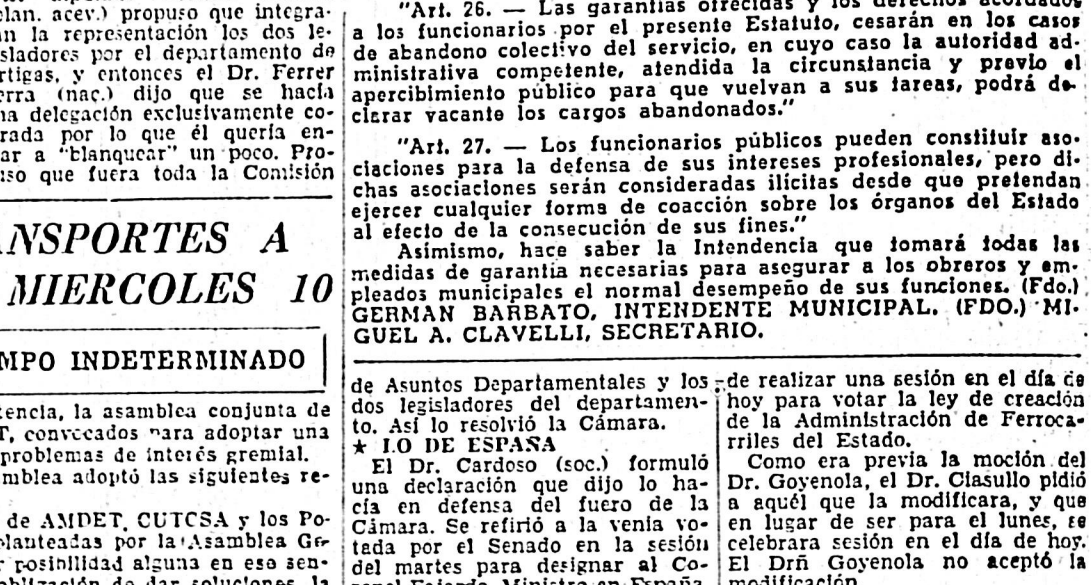 olan. acev.) propuso que integra-
an la representación los dos le-
isladores por el departamento de
rtigas, y entonces el Dr. Ferrer
erra (nac.) dijo que se hacía
na delegación exclusivamente co-
rada por lo que él quería en-
ar a "blanquear" un poco. Pro-
uso que fuera toda la Comisión
ANSPORTES A
MIERCOLES 10
MPO INDETERMINADO
tencia, la asamblea conjunta de
T, convocados para adoptar una
problemas de interés gremial.
mblea adoptó las siguientes re-
de AMDET, CUTCSA y los Po-
planteadas por la Asamblea Ge-
r posibilidad alguna en ese sen-
"Art. 26. — Las garantías ofrecidas y los derechos acordados
a los funcionarios por el presente Estatuto, cesarán en los casos
de abandono colectivo del servicio, en cuyo caso la autoridad ad-
ministrativa competente, atendida la circunstancia y previo el
apercibimiento público para que vuelvan a sus tareas, podrá de-
clarar vacante los cargos abandonados."
"Art. 27. — Los funcionarios públicos pueden constituir aso-
ciaciones para la defensa de sus intereses profesionales, pero di-
chas asociaciones serán consideradas ilícitas desde que pretendan
ejercer cualquier forma de coacción sobre los órganos del Estado
al efecto de la consecución de sus fines."
Asimismo, hace saber la Intendencia que tomará todas las
medidas de garantía necesarias para asegurar a los obreros y em-
pleados municipales el normal desempeño de sus funciones. (Fdo.)
GERMAN BARBATO, INTENDENTE MUNICIPAL. (FDO.) MI-
GUEL A. CLAVELLI, SECRETARIO.
de Asuntos Departamentales y los
dos legisladores del departamen-
to. Así lo resolvió la Cámara.
★ LO DE ESPAÑA
El Dr. Cardoso (soc.) formuló
una declaración que dijo lo ha-
cía en defensa del fuero de la
Cámara. Se refirió a la venia vo-
tada por el Senado en la sesión
del martes para designar al Co-
ronel Fajardo, Ministro en España
de realizar una sesión en el día de
hoy para votar la ley de creación
de la Administración de Ferroca-
rriles del Estado.
Como era previa la moción del
Dr. Goyenola, el Dr. Ciasullo pidió
a aquél que la modificara, y que
en lugar de ser para el lunes, se
celebrara sesión en el día de hoy.
El Drñ Goyenola no aceptó la
modificación.